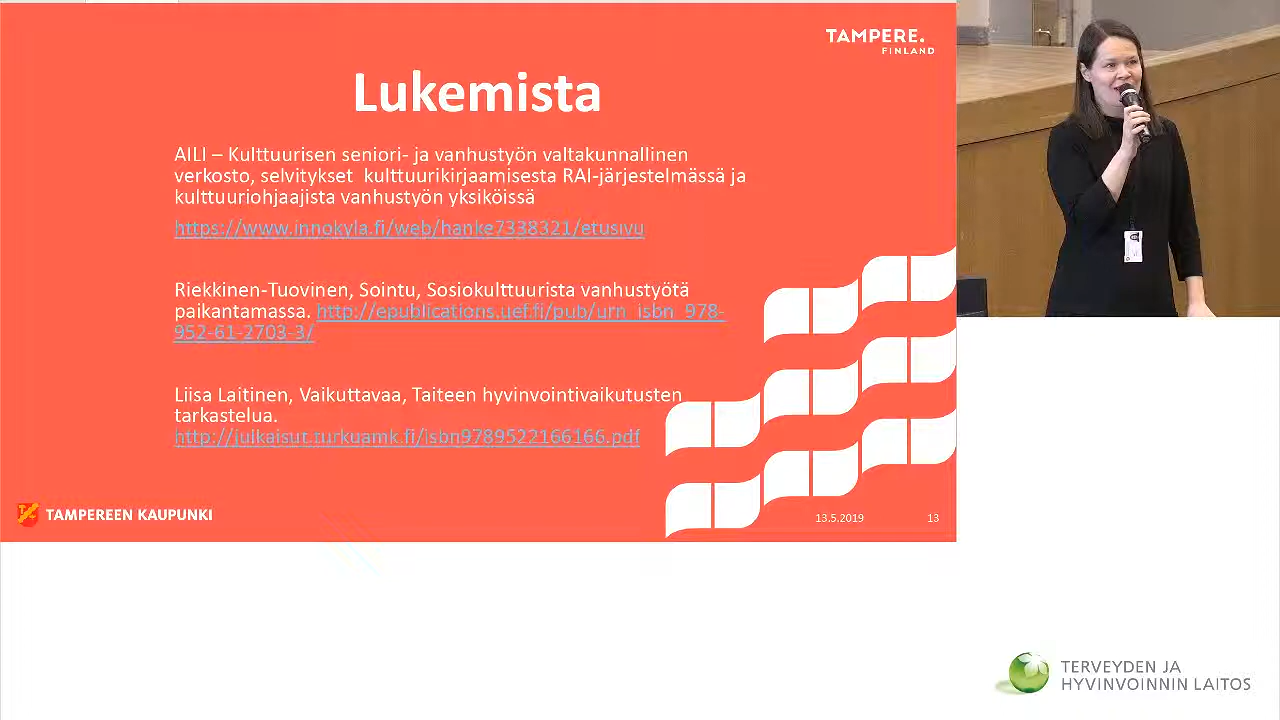 TAMPERE.
FINLAND
Lukemista
AILI – Kulttuurisen seniori- ja vanhustyön valtakunnallinen
verkosto, selvitykset kulttuurikirjaamisesta RAI-järjestelmässä ja
kulttuuriohjaajista vanhustyön yksiköissä
https://www.innokyla.fi/web/hanke7338321/etusivu
Riekkinen-Tuovinen, Sointu, Sosiokulttuurista vanhustyötä
paikantamassa. http://epublications.uef.fi/pub/urn_isbn_978-
952-61-2703-3/
Liisa Laitinen, Vaikuttavaa, Taiteen hyvinvointivaikutusten
tarkastelua.
http://julkaisut.turkuamk.fi/isbn9789522166166.pdf
TAMPEREEN KAUPUNKI
13.5.2019
13
TERVEYDEN JA
HYVINVOINNIN LAITOS